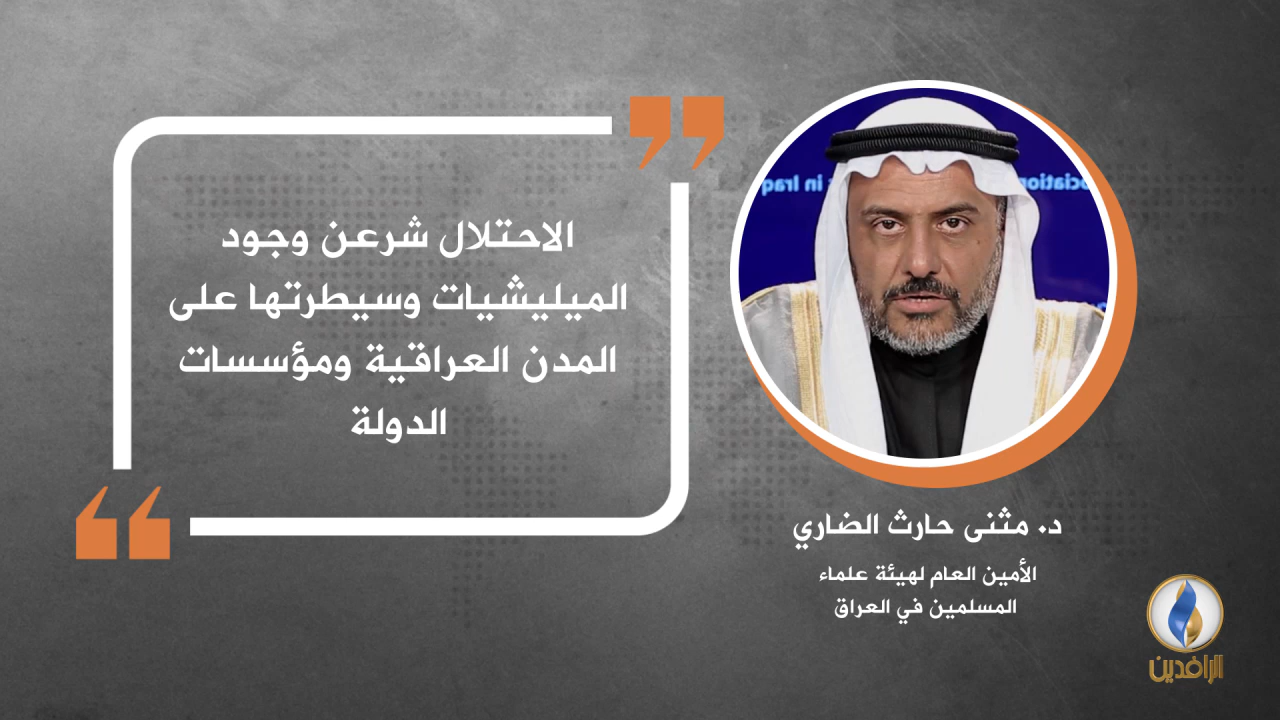 الاحتلال شرعن وجود
الميليشيات وسيطرتها على
المدن العراقية ومؤسسات
الدولة
د. مثنى حارث الضاري
الأمين العام لهيئة علماء
المسلمين في العراق
الرافدين